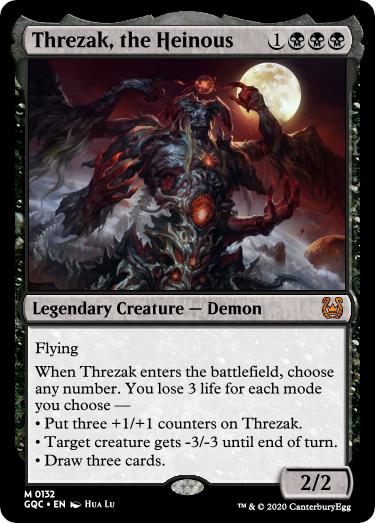 Threzak, the Heinous 1
Legendary Creature — Demon
Flying
When Threzak enters the battlefield, choose
any number. You lose 3 life for each mode
you choose —
• Put three +1/+1 counters on Threzak.
• Target creature gets -3/-3 until end of turn.
• Draw three cards.
2/2
M 0132
GQC • EN Hua Lu
™ & © 2020 CanterburyEgg